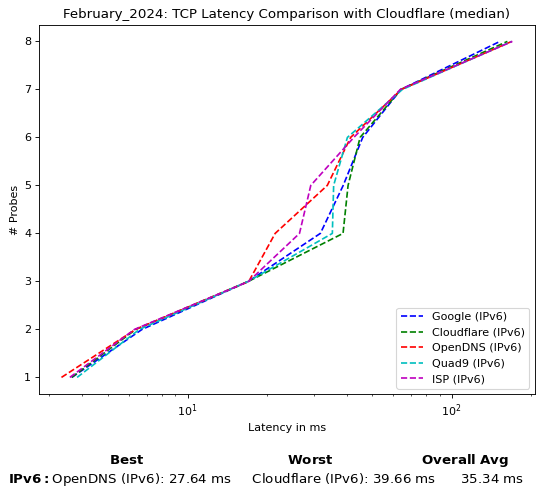 February_2024: TCP Latency Comparison with Cloudflare (median)
8
7
6
5
4
3
2
1
# Probes
10¹
10²
Latency in ms
Google (IPv6)
Cloudflare (IPv6)
OpenDNS (IPv6)
Quad9 (IPv6)
ISP (IPv6)
Best Worst Overall Avg
IPv6: OpenDNS (IPv6): 27.64 ms Cloudflare (IPv6): 39.66 ms 35.34 ms